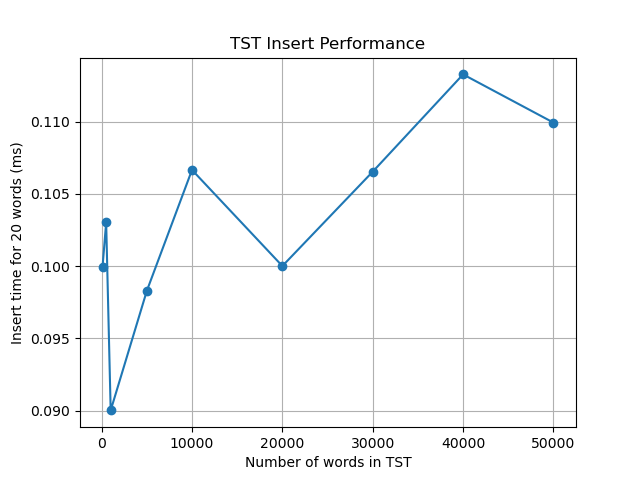 TST Insert Performance
Insert time for 20 words (ms)
0.110
0.105
0.100
0.095
0.090
0 10000 20000 30000 40000 50000
Number of words in TST